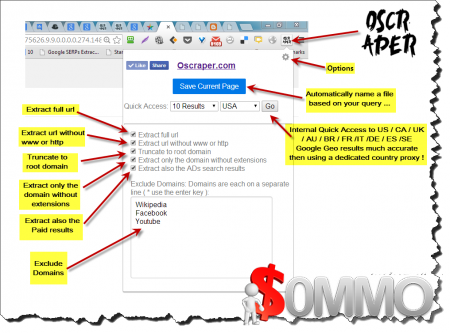 OSCR
APER
75626.9.9.0.0.0.0.274.148
10
Google SERPs Extrac...
Like
Share
Oscraper.com
Save Current Page
Quick Access:
10 Results
USA
Go
Extract full url
Extract url without www or http
Truncate to root domain
Extract only the domain without extensions
Extract also the ADs search results
Exclude Domains: Domains are each on a separate
line ( * use the enter key ):
Wikipedia
Facebook
Youtube
Extract full url
Extract url without
www or http
Truncate to
root domain
Extract only the
domain without
extensions
Extract also the
Paid results
Exclude
Domains
Options
Automatically name a file
based on your query ...
Internal Quick Access to US / CA / UK
/ AU / BR / FR /IT /DE / ES /SE
Google Geo results much accurate
then using a dedicated country proxy !
$OMMO